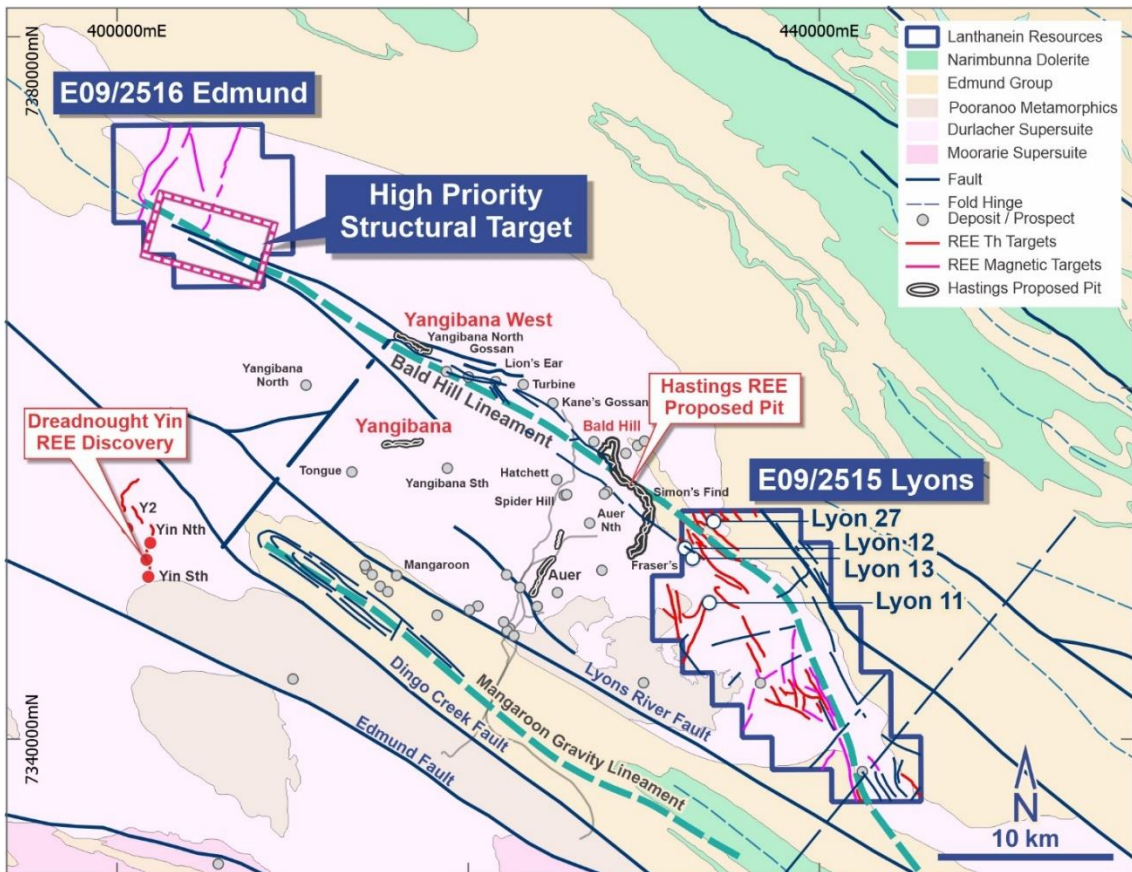 400000mE
440000mE
7380000mN
7340000mN
E09/2516 Edmund
High Priority
Structural Target
Lanthanein Resources
Narimbunna Dolerite
Edmund Group
Pooranoo Metamorphics
Durlacher Supersuite
Moorarie Supersuite
Fault
Fold Hinge
Deposit / Prospect
REE Th Targets
REE Magnetic Targets
Hastings Proposed Pit
Yangibana West
Yangibana North
Gossan
Lion's Ear
Turbine
Kane's Gossan
Bald Hill Lineament
Yangibana
North
Hastings REE
Proposed Pit
Dreadnought Yin
REE Discovery
Yangibana
Bald Hill
Tongue
Yangibana Sth
Hatchett
Spider Hill
Simon's Find
Auer
Nth
E09/2515 Lyons
Y2
Yin Nth
Yin Sth
Lyon 27
Lyon 12
Lyon 13
Lyon 11
Mangaroon
Auer
Fraser's
Lyons River Fault
Mangaroon Gravity Lineament
Dingo Creek Fault
Edmund Fault
N
10 km